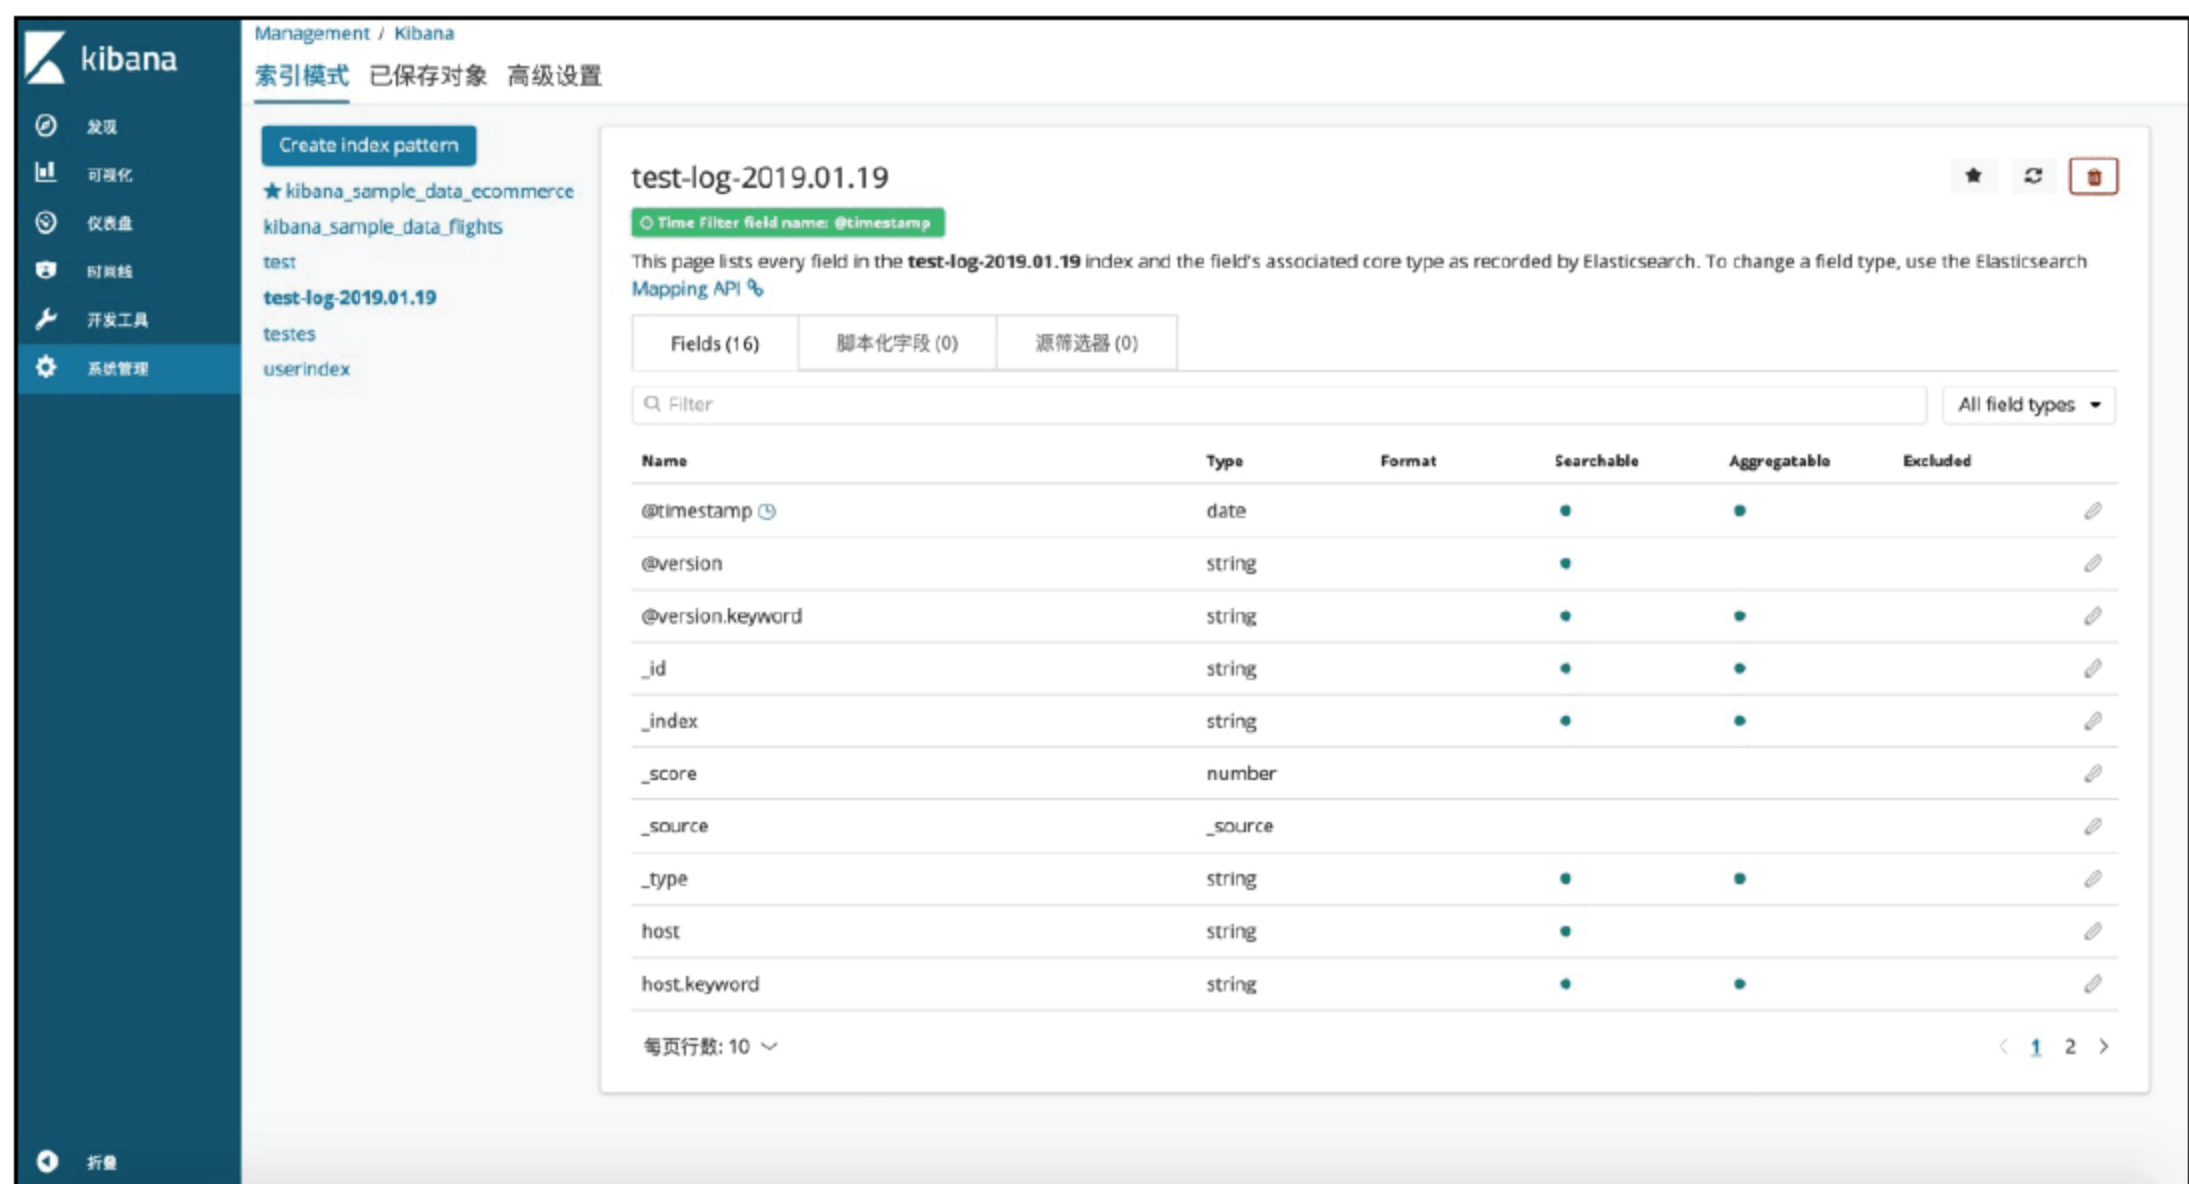 kibana
发现
可视化
仪表盘
时间线
开发工具
系统管理
折叠
Management / Kibana
索引模式 已保存对象 高级设置
Create index pattern
★ kibana_sample_data_ecommerce
kibana_sample_data_flights
test
test-log-2019.01.19
testes
userindex
test-log-2019.01.19
Time Filter field name: @timestamp
This page lists every field in the test-log-2019.01.19 index and the field's associated core type as recorded by Elasticsearch. To change a field type, use the Elasticsearch
Mapping API
Fields (16) 脚本化字段 (0) 源筛选器 (0)
Filter All field types
Name Type Format Searchable Aggregatable Excluded
@timestamp date
@version string
@version.keyword string
_id string
_index string
_score number
_source _source
_type string
host string
host.keyword string
每页行数: 10 1 2